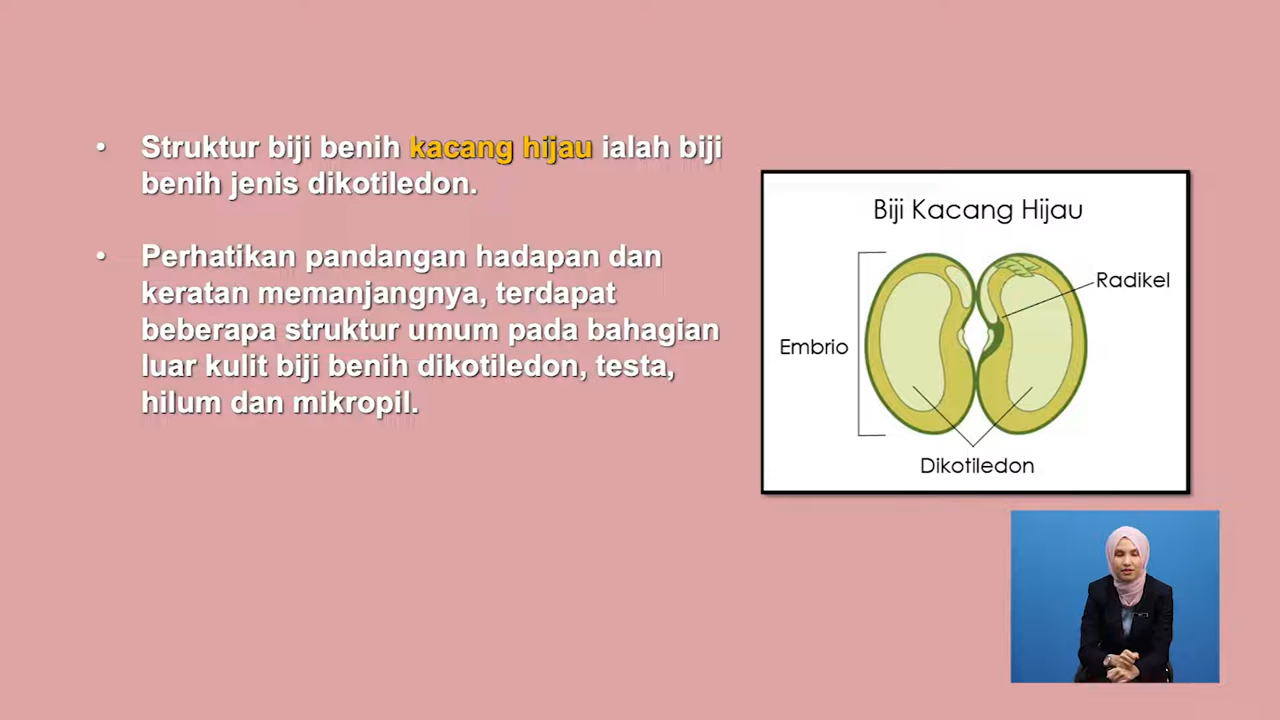 • Struktur biji benih kacang hijau ialah biji
benih jenis dikotiledon.
• Perhatikan pandangan hadapan dan
keratan memanjangnya, terdapat
beberapa struktur umum pada bahagian
luar kulit biji benih dikotiledon, testa,
hilum dan mikropil.
Biji Kacang Hijau
Radikel
Embrio
Dikotiledon